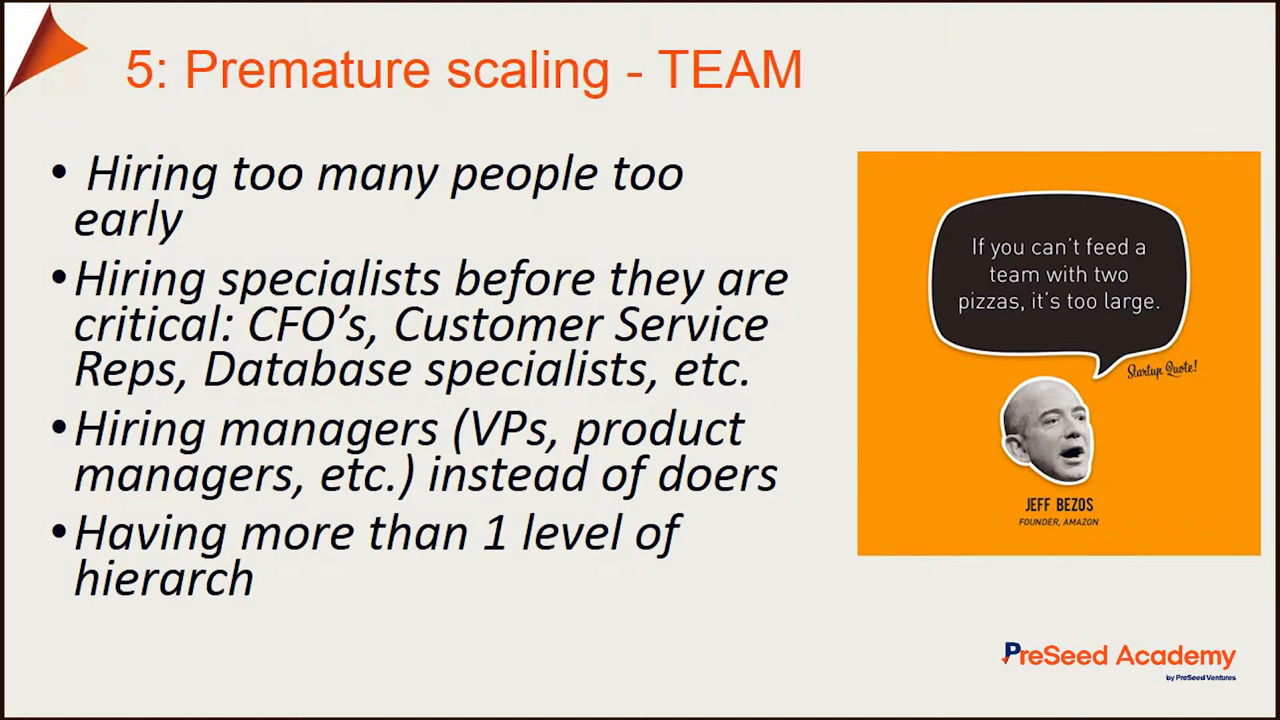 5: Premature scaling - TEAM
• Hiring too many people too
early
• Hiring specialists before they are
critical: CFO’s, Customer Service
Reps, Database specialists, etc.
• Hiring managers (VPs, product
managers, etc.) instead of doers
• Having more than 1 level of
hierarch
If you can’t feed a
team with two
pizzas, it’s too large.
Startup Quote!
JEFF BEZOS
FOUNDER, AMAZON
PreSeed Academy
by PreSeed Ventures